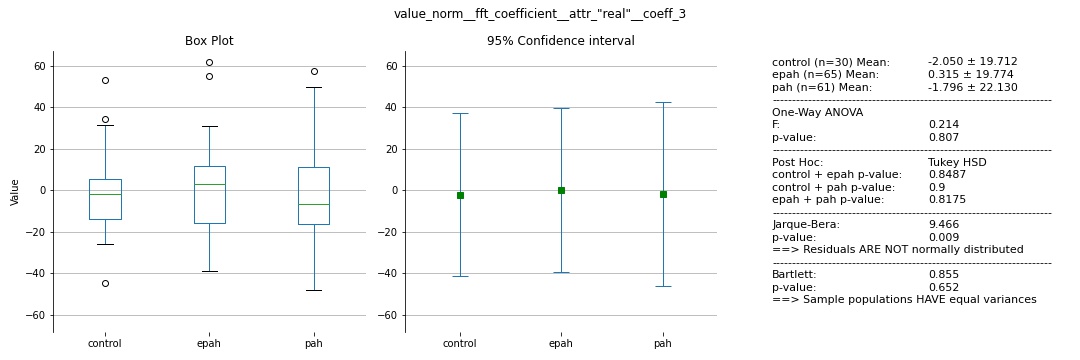 value_norm__fft_coefficient__attr_"real"__coeff_3
Box Plot
Value
60
40
20
0
−20
−40
−60
control epah pah
95% Confidence interval
60
40
20
0
−20
−40
−60
control epah pah
control (n=30) Mean: -2.050 ± 19.712
epah (n=65) Mean: 0.315 ± 19.774
pah (n=61) Mean: -1.796 ± 22.130
One-Way ANOVA
F: 0.214
p-value: 0.807
Post Hoc: Tukey HSD
control + epah p-value: 0.8487
control + pah p-value: 0.9
epah + pah p-value: 0.8175
Jarque-Bera: 9.466
p-value: 0.009
==> Residuals ARE NOT normally distributed
Bartlett: 0.855
p-value: 0.652
==> Sample populations HAVE equal variances